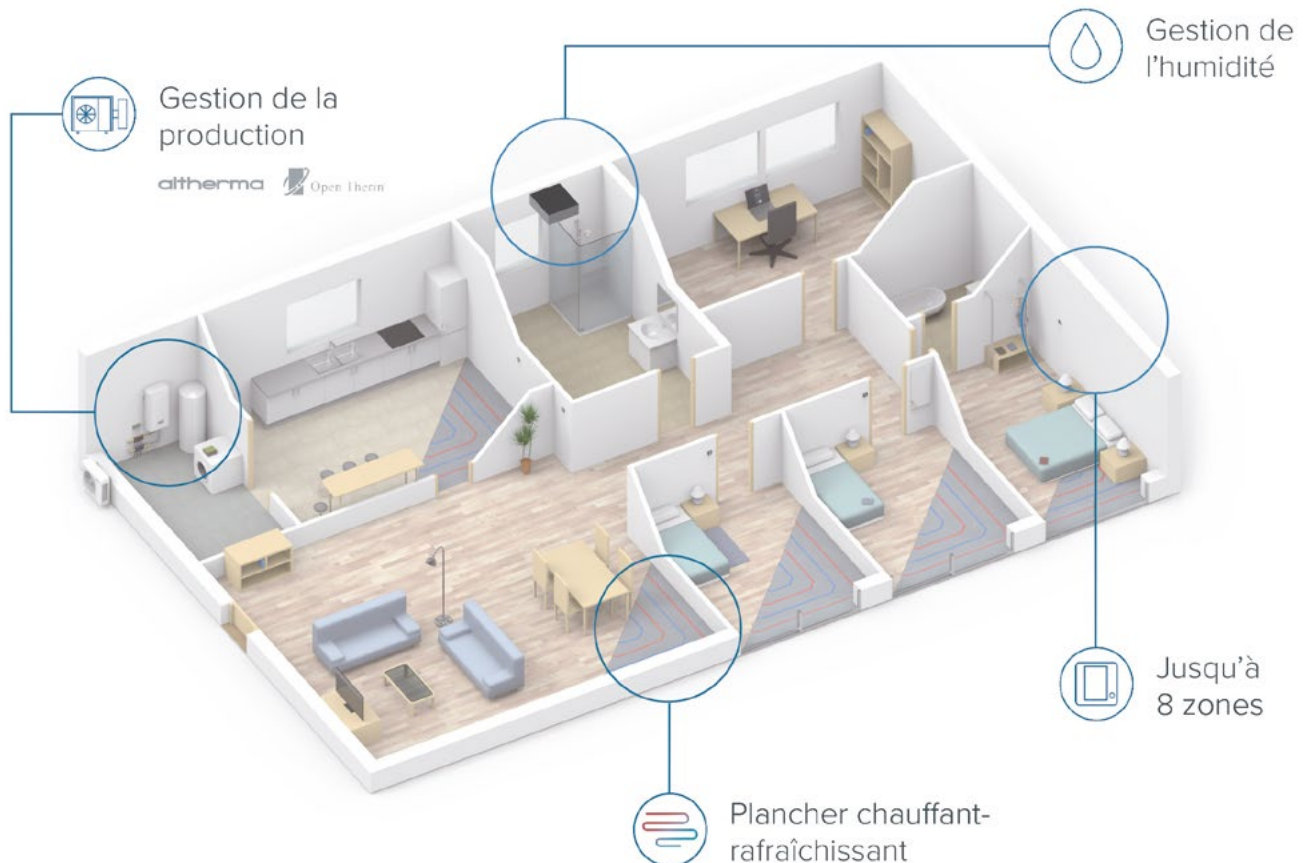 Gestion de
l'humidité
Gestion de la
production
altherma
Open Therm
Jusqu'à
8 zones
Plancher chauffant-
rafraîchissant